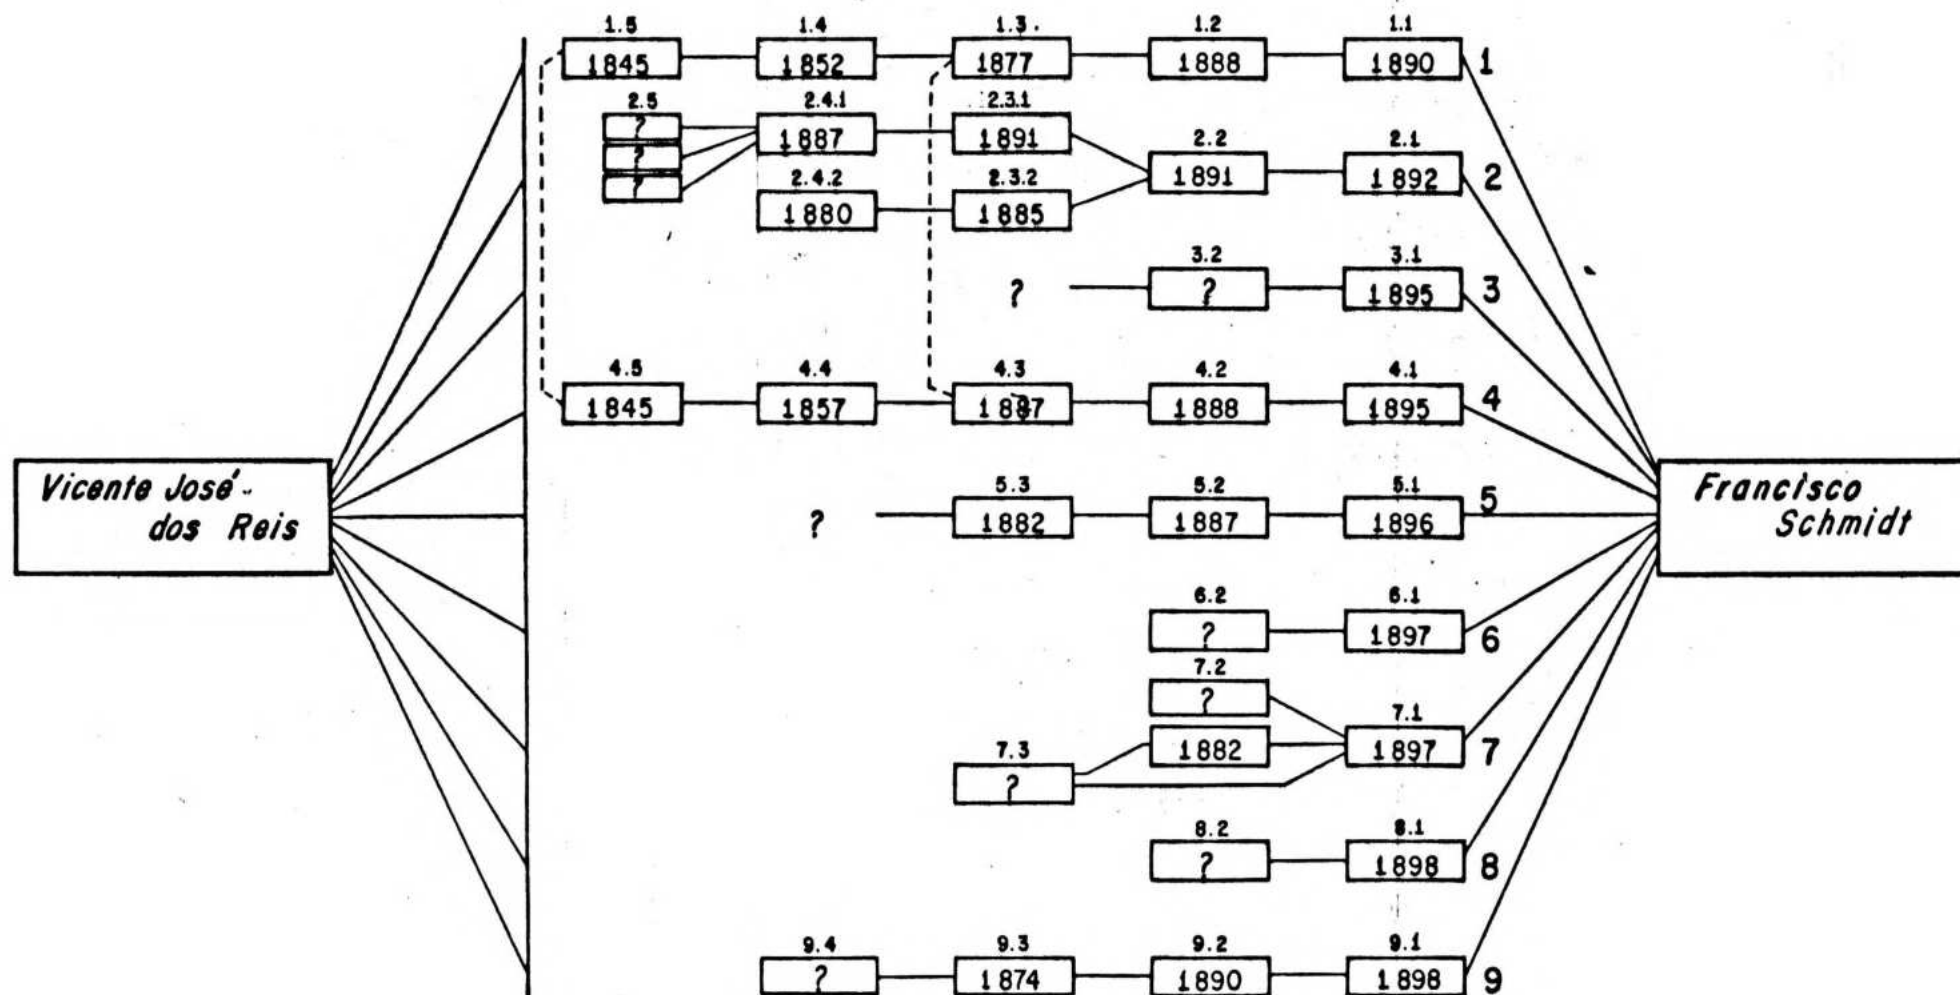 1.5 1.4 1.3 1.2 1.1
1845 1852 1877 1888 1890 1
2.5 2.4.1 2.3.1
? 1887 1891
2.2 2.1
?
1891 1892 2
?
2.4.2 2.3.2
1880 1885
3.2 3.1
? ? 1895 3
4.5 4.4 4.3 4.2 4.1
1845 1857 1888 1895 4
Vicente José
dos Reis
5.3 5.2 5.1
? 1882 1887 1896 5
Francisco
Schmidt
6.2 6.1
? 1897 6
7.2
?
7.1
1882 1897 7
7.3
?
8.2 8.1
? 1898 8
9.4 9.3 9.2 9.1
? 1874 1890 1898 9